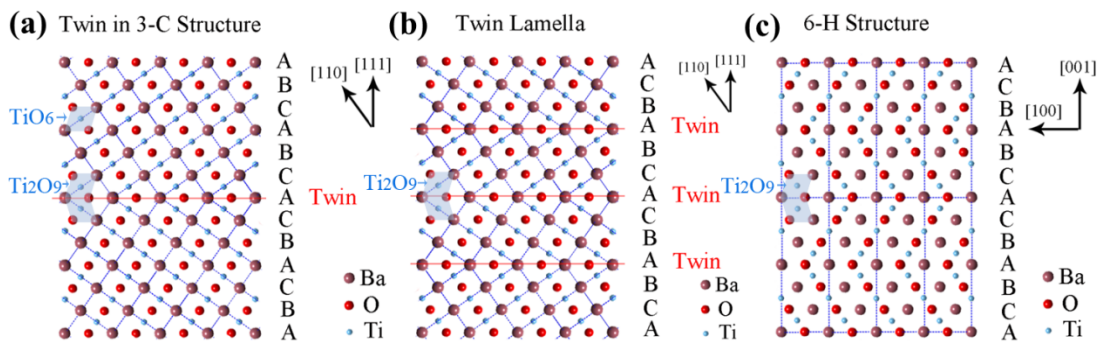 (a) Twin in 3-C Structure
A
B
C
A
B
C
A
C
B
A
C
B
A
TiO6
Ti2O9
Twin
[110]
[111]
Ba
O
Ti
(b) Twin Lamella
A
C
B
A
B
C
A
C
B
A
B
C
A
Ti2O9
Twin
Twin
Twin
[110]
[111]
Ba
O
Ti
(c) 6-H Structure
A
C
B
A
B
C
A
C
B
A
B
C
A
Ti2O9
[001]
[100]
Ba
O
Ti